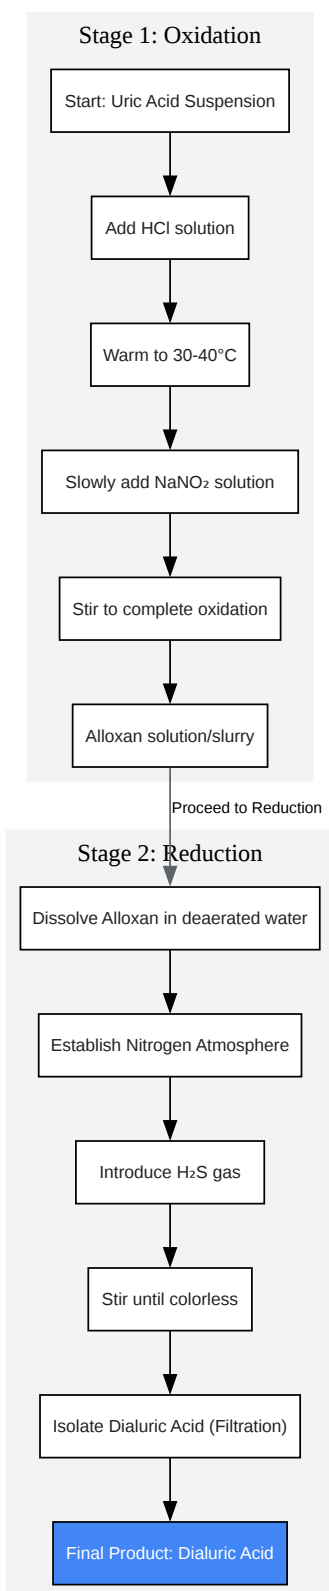 Stage 1: Oxidation
Start: Uric Acid Suspension
Add HCl solution
Warm to 30-40°C
Slowly add NaNO₂ solution
Stir to complete oxidation
Alloxan solution/slurry
Proceed to Reduction
Stage 2: Reduction
Dissolve Alloxan in deaerated water
Establish Nitrogen Atmosphere
Introduce H₂S gas
Stir until colorless
Isolate Dialuric Acid (Filtration)
Final Product: Dialuric Acid